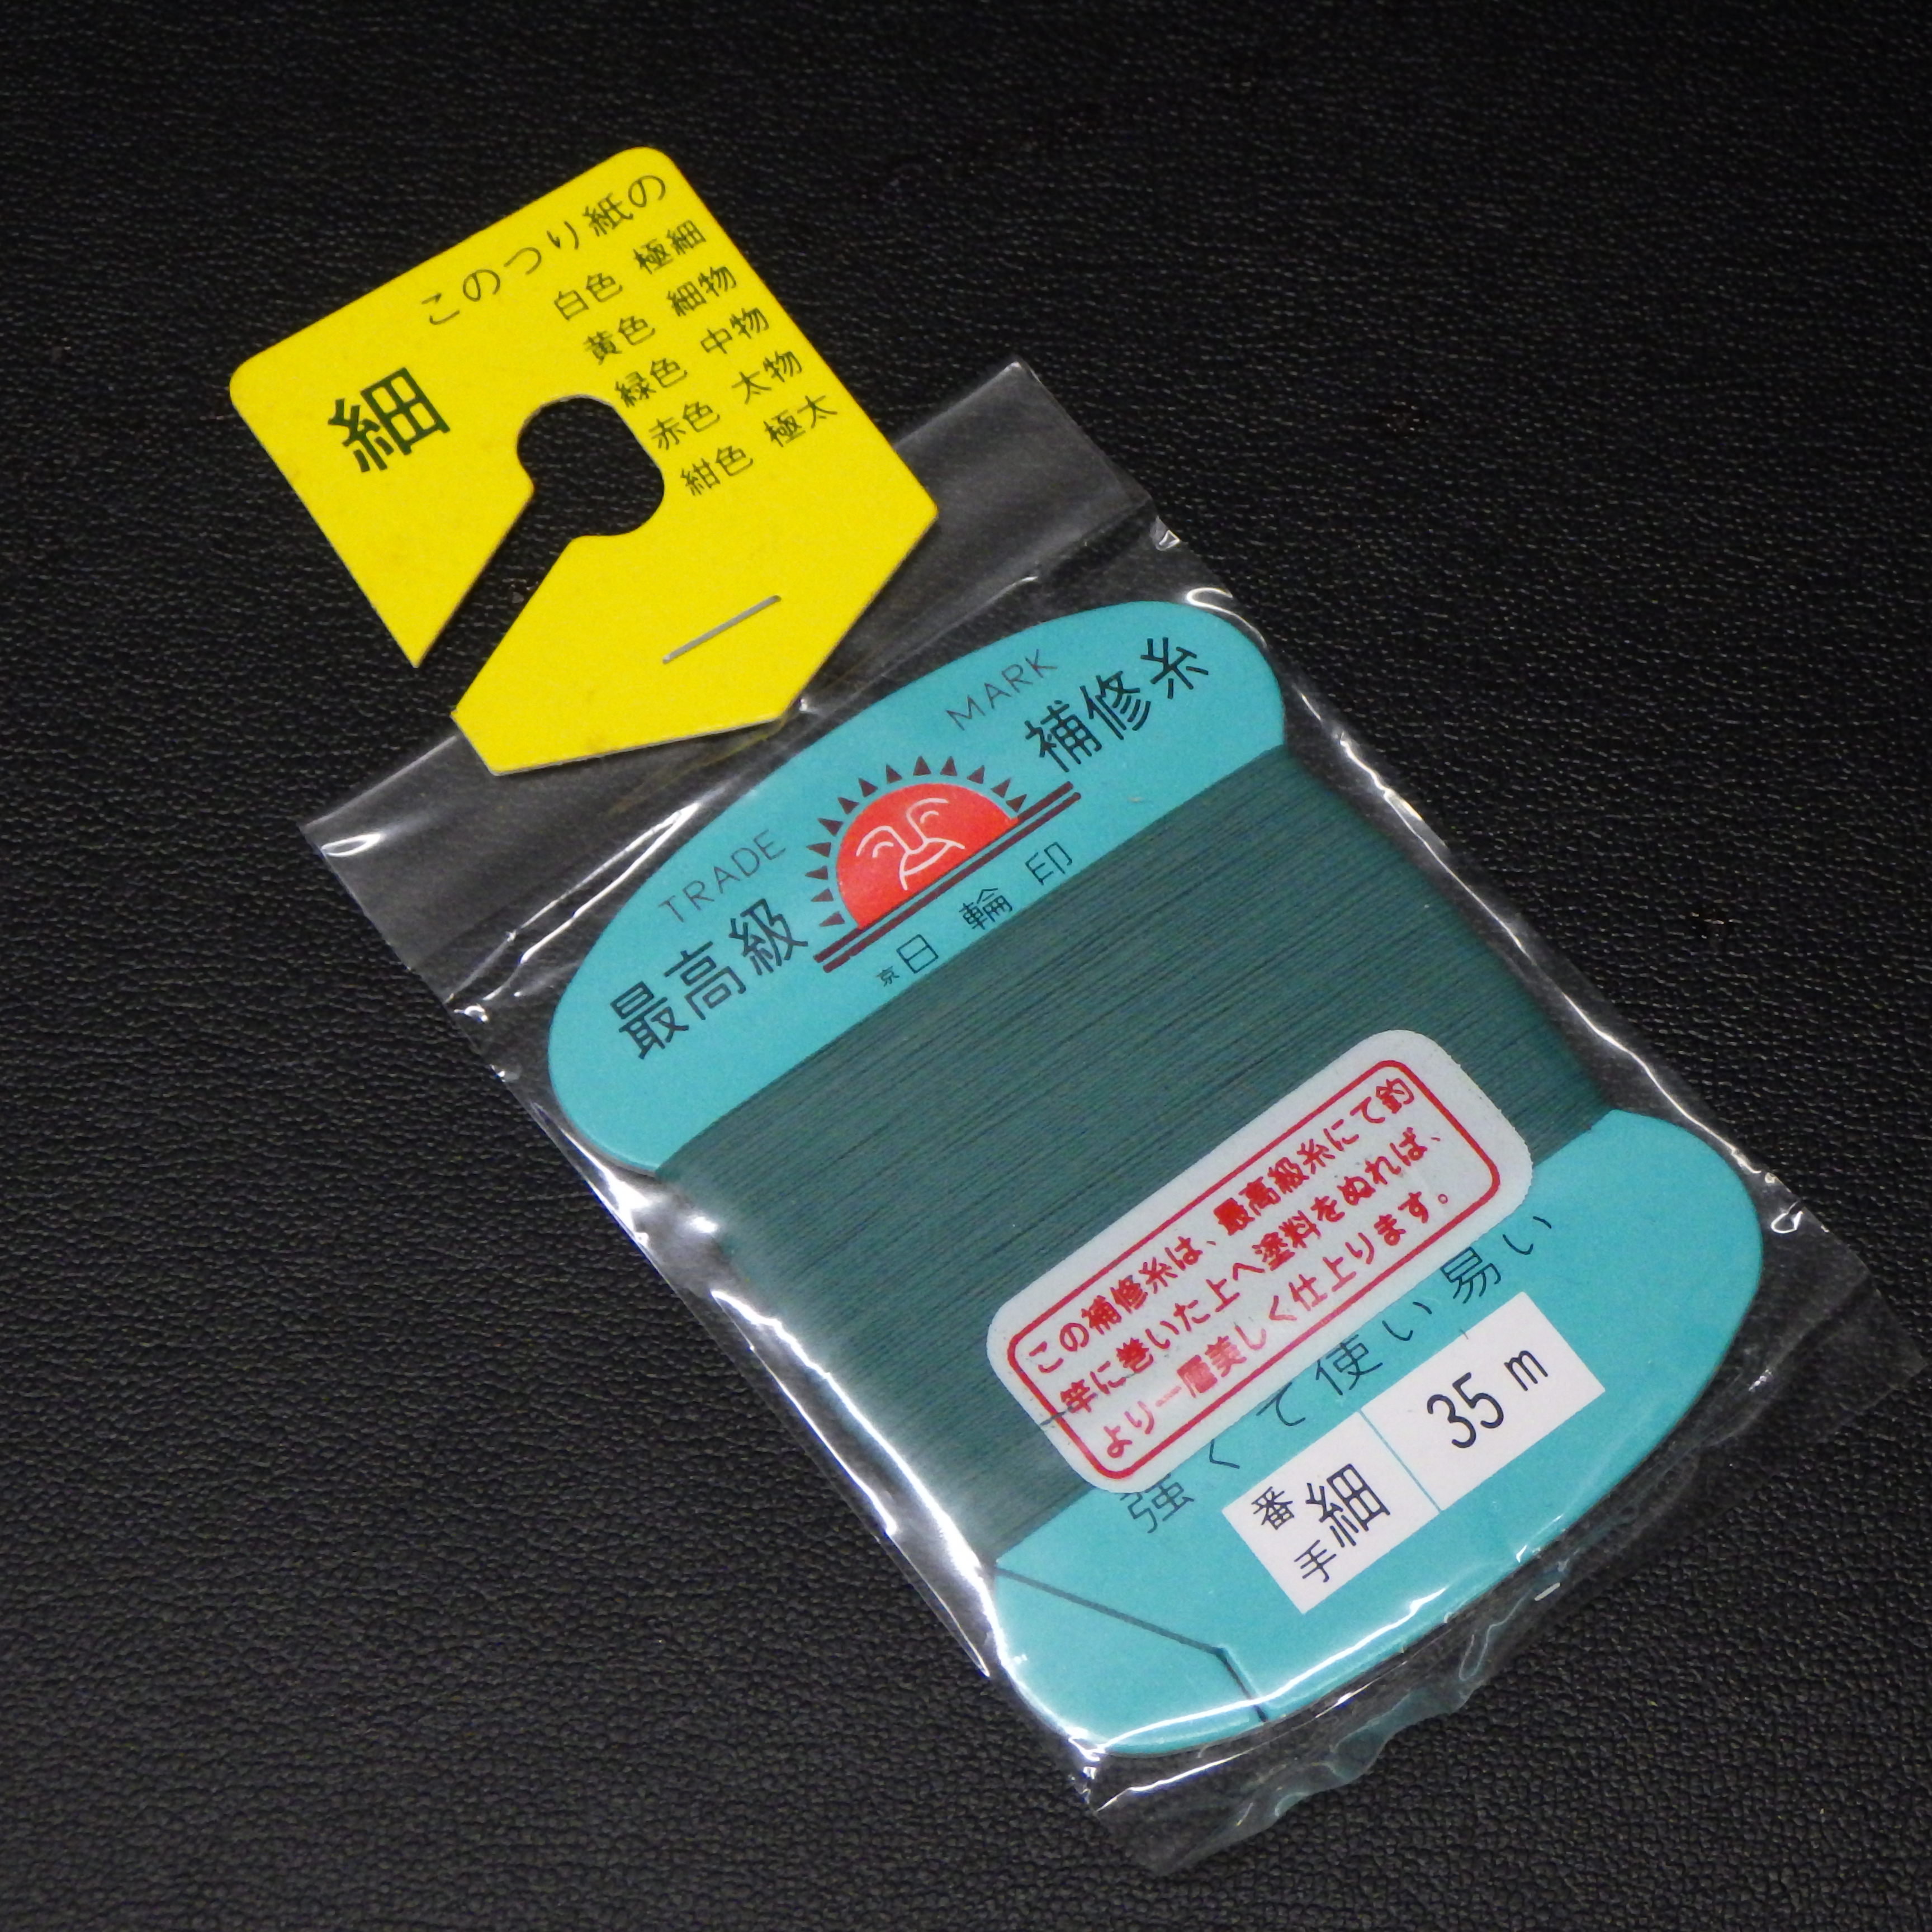 このつり紙の
白色 極細
黄色 細物
緑色 中物
赤色 太物
紺色 極太
細
TRADE MARK
最高級 補修糸
京日輪印
この補修糸は、最高級糸にて釣
竿に巻いた上へ塗料をぬれば、
より一層美しく仕上ります。
強くて使い易い
番手 細 35 m